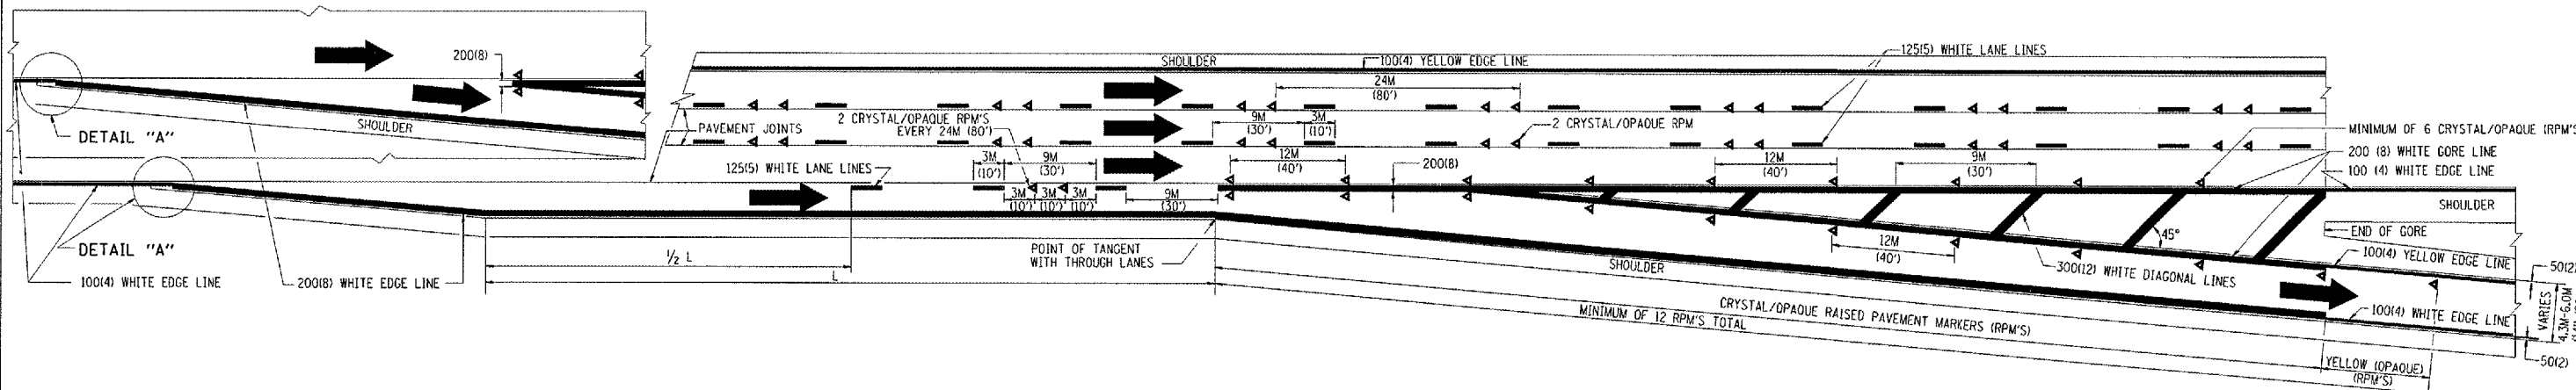 200(8)
DETAIL "A"
SHOULDER
DETAIL "A"
100(4) WHITE EDGE LINE
200(8) WHITE EDGE LINE
PAVEMENT JOINTS
125(5) WHITE LANE LINES
2 CRYSTAL/OPAQUE RPM'S
EVERY 24M (80')
3M
(10')
9M
(30')
3M
(10')
3M
(10')
3M
(10')
9M
(30')
1/2 L
L
POINT OF TANGENT
WITH THROUGH LANES
SHOULDER
100(4) YELLOW EDGE LINE
24M
(80')
9M
(30')
3M
(10')
2 CRYSTAL/OPAQUE RPM
125(5) WHITE LANE LINES
12M
(40')
200(8)
12M
(40')
9M
(30')
MINIMUM OF 6 CRYSTAL/OPAQUE (RPM'S
200 (8) WHITE GORE LINE
100 (4) WHITE EDGE LINE
SHOULDER
END OF GORE
45°
12M
(40')
300(12) WHITE DIAGONAL LINES
100(4) YELLOW EDGE LINE
SHOULDER
CRYSTAL/OPAQUE RAISED PAVEMENT MARKERS (RPM'S)
MINIMUM OF 12 RPM'S TOTAL
100(4) WHITE EDGE LINE
50(2)
VARIES
4.3M-6.0M
50(2)
YELLOW (OPAQUE)
(RPM'S)